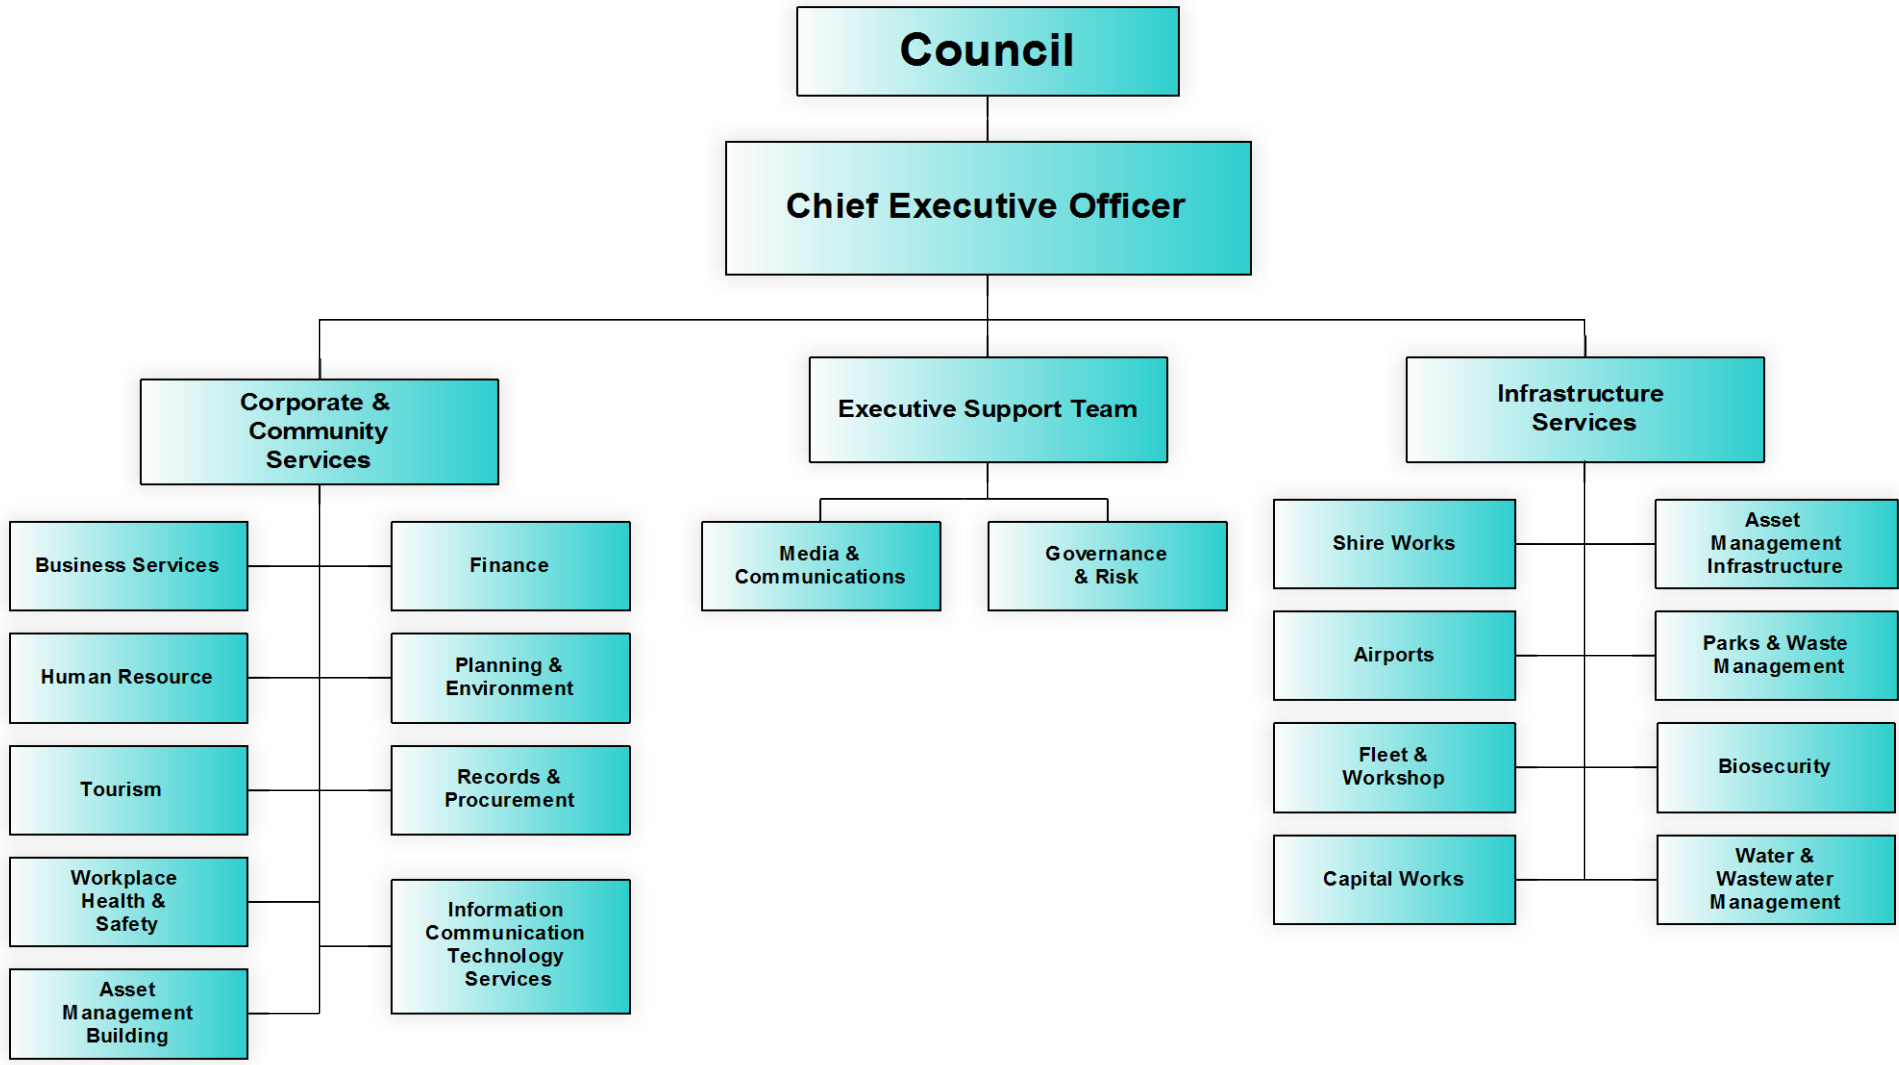 Council
Chief Executive Officer
Corporate &
Community
Services
Executive Support Team
Infrastructure
Services
Business Services
Finance
Human Resource
Planning &
Environment
Tourism
Records &
Procurement
Workplace
Health &
Safety
Information
Communication
Technology
Services
Asset
Management
Building
Media &
Communications
Governance
& Risk
Shire Works
Asset
Management
Infrastructure
Airports
Parks & Waste
Management
Fleet &
Workshop
Biosecurity
Capital Works
Water &
Wastewater
Management